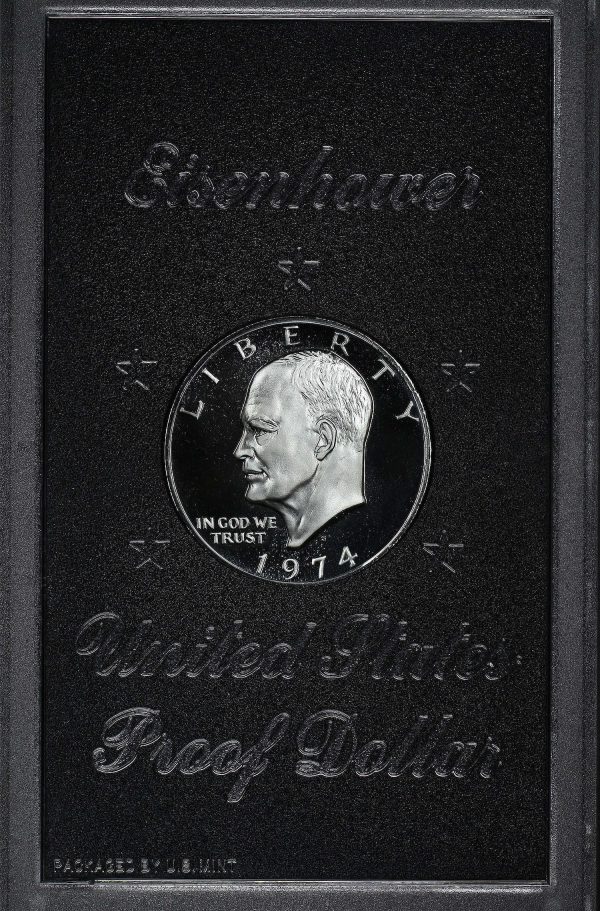 Eisenhower
LIBERTY
IN GOD WE
TRUST
1974
United States
Proof Dollar
PACKAGED BY U.S. MINT